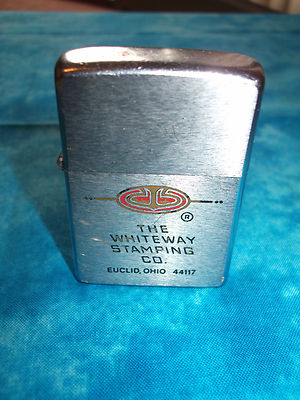 ®
THE
WHITEWAY
STAMPING
CO.
EUCLID, OHIO 44117